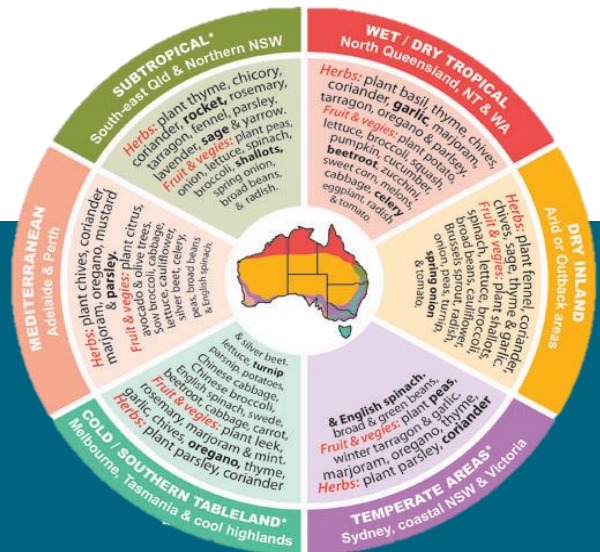 SUBTROPICAL*
South-east Qld & Northern NSW
Herbs: plant thyme, chicory,
coriander, rocket, rosemary,
tarragon, fennel, parsley,
lavender, sage & yarrow.
Fruit & vegies: plant peas,
onion, lettuce, spinach,
broccoli, shallots,
spring onion,
broad beans,
& radish.
WET / DRY TROPICAL
North Queensland, NT & WA
Herbs: plant basil, thyme, chives,
coriander, garlic, marjoram,
tarragon, oregano & parsley.
Fruit & vegies: plant potato,
lettuce, broccoli, squash,
pumpkin, cucumber,
beetroot, zucchini,
sweet corn, melons,
cabbage, celery
eggplant, radish
& tomato.
DRY INLAND
Arid or Outback areas
Herbs: plant fennel, coriander
chives, sage, thyme & garlic.
Fruit & vegies: plant shallots,
spinach, lettuce, broccoli,
broad beans, cauliflower,
Brussels sprout, radish,
onion, peas, turnip
spring onion
& tomato.
TEMPERATE AREAS*
Sydney, coastal NSW & Victoria
Herbs: plant parsley, coriander
marjoram, oregano, thyme,
winter tarragon & garlic.
Fruit & vegies: plant peas,
broad & green beans,
& English spinach.
COLD / SOUTHERN TABLELAND*
Melbourne, Tasmania & cool highlands
Herbs: plant parsley, coriander
garlic, chives, oregano, thyme,
rosemary, marjoram & mint.
Fruit & vegies: plant leek,
beetroot, cabbage, carrot,
English spinach, swede,
Chinese broccoli,
Chinese cabbage,
parsnip, potatoes,
lettuce, turnip
& silver beet.
MEDITERRANEAN
Adelaide & Perth
Herbs: plant chives, coriander
marjoram, oregano, mustard
& parsley.
Fruit & vegies: plant citrus,
avocado & olive trees.
Sow broccoli, cabbage,
lettuce, cauliflower,
silver beet, celery,
peas, broad beans
& English spinach.